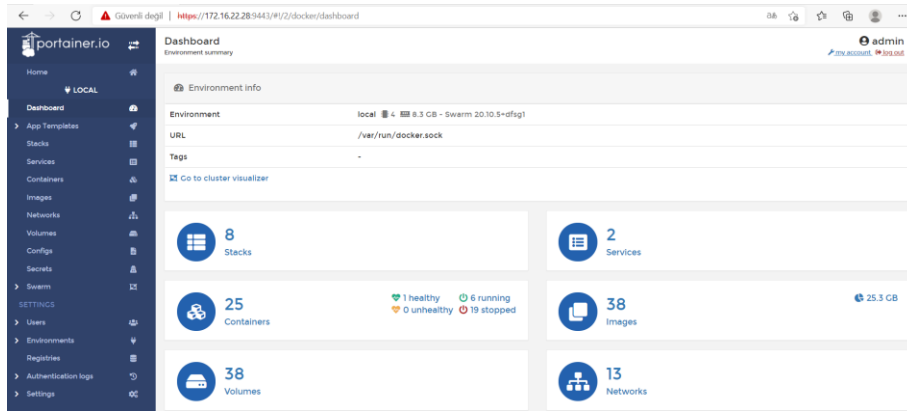 Güvenli değil | https://172.16.22.28:9443/#!/2/docker/dashboard
portainer.io
Home
LOCAL
Dashboard
App Templates
Stacks
Services
Containers
Images
Networks
Volumes
Configs
Secrets
Swarm
SETTINGS
Users
Environments
Registries
Authentication logs
Settings
Dashboard
Environment summary
admin
my account log out
Environment info
Environment local 4 8.3 GB - Swarm 20.10.5+dfsg1
URL /var/run/docker.sock
Tags -
Go to cluster visualizer
8
Stacks
2
Services
25
Containers
1 healthy 6 running
0 unhealthy 19 stopped
38
Images
25.3 GB
38
Volumes
13
Networks